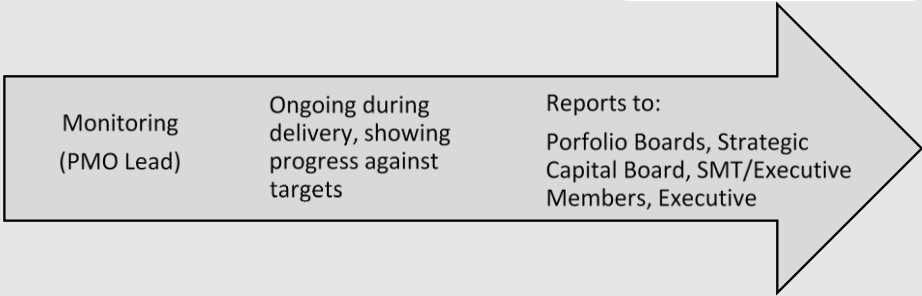 Monitoring
(PMO Lead)
Ongoing during
delivery, showing
progress against
targets
Reports to:
Porfolio Boards, Strategic
Capital Board, SMT/Executive
Members, Executive